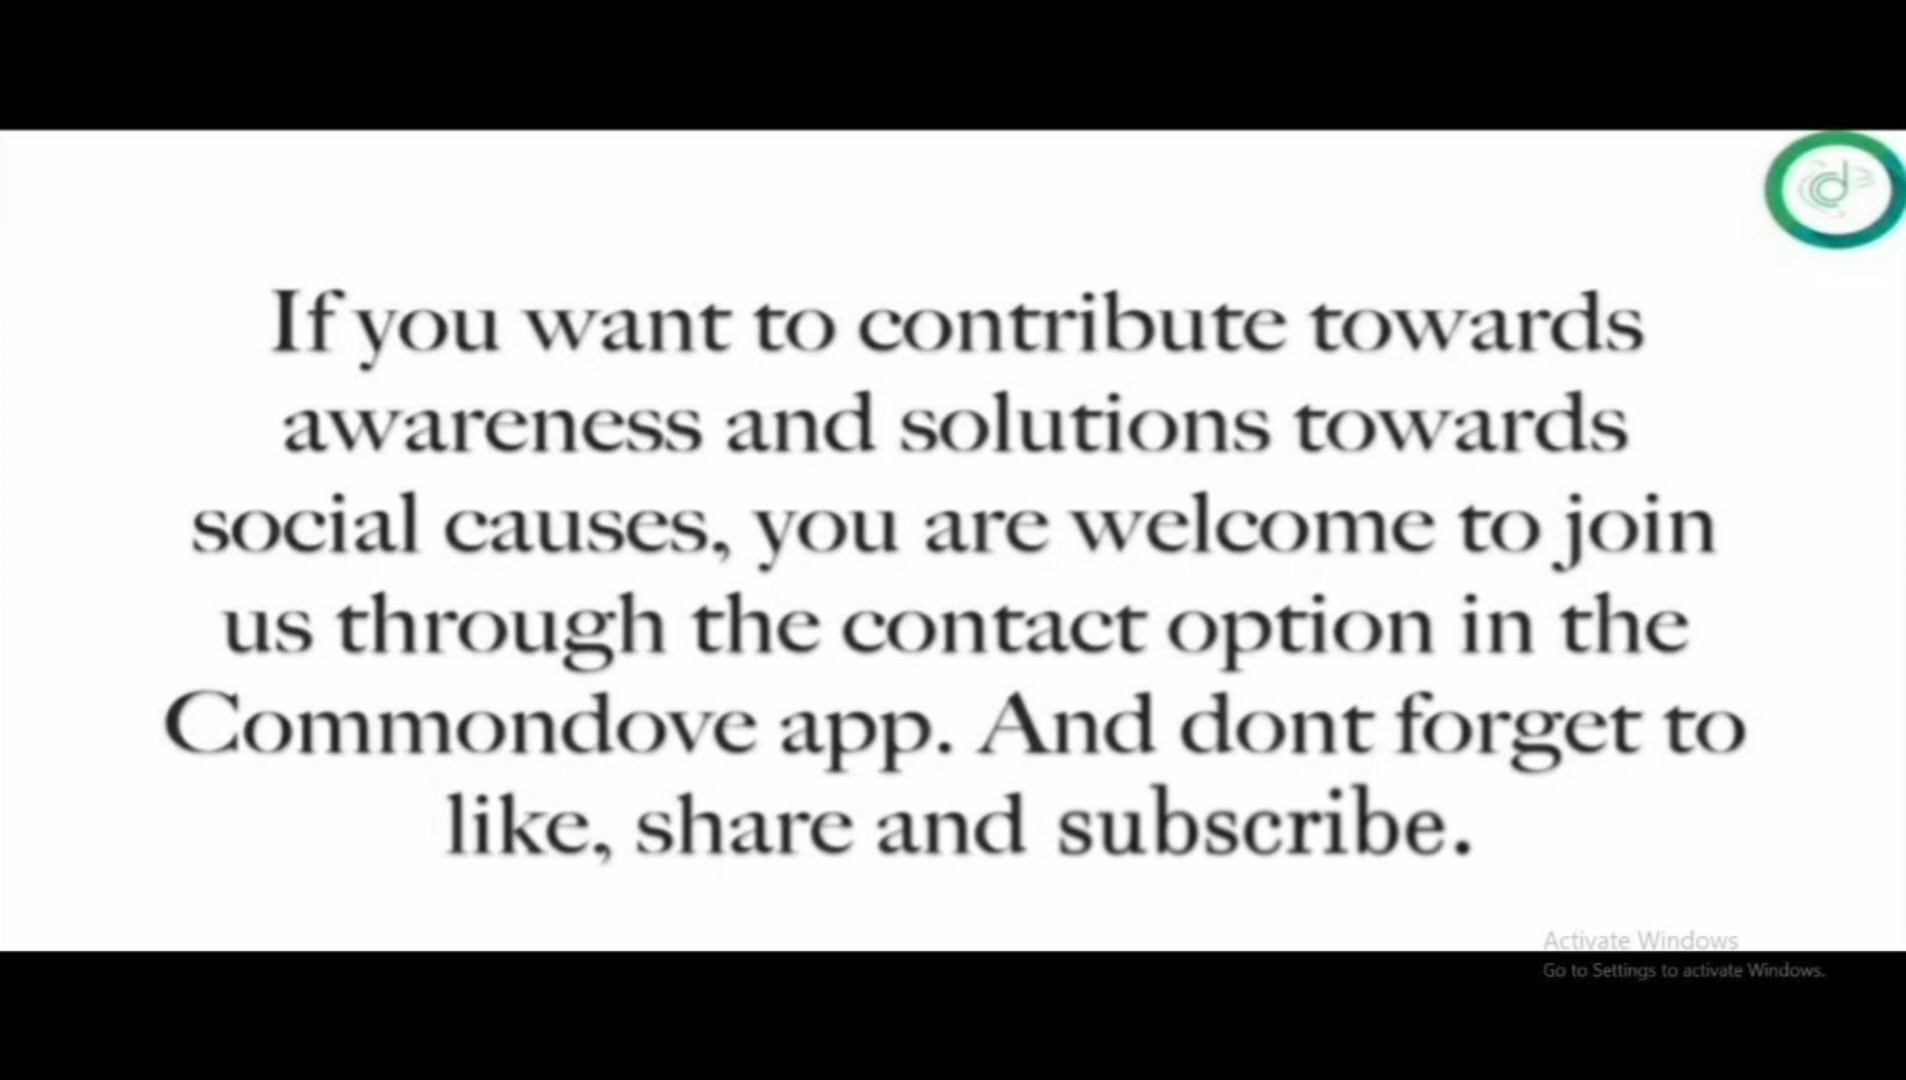 If you want to contribute towards
awareness and solutions towards
social causes, you are welcome to join
us through the contact option in the
Commondove app. And dont forget to
like, share and subscribe.
Activate Windows
Go to Settings to activate Windows.